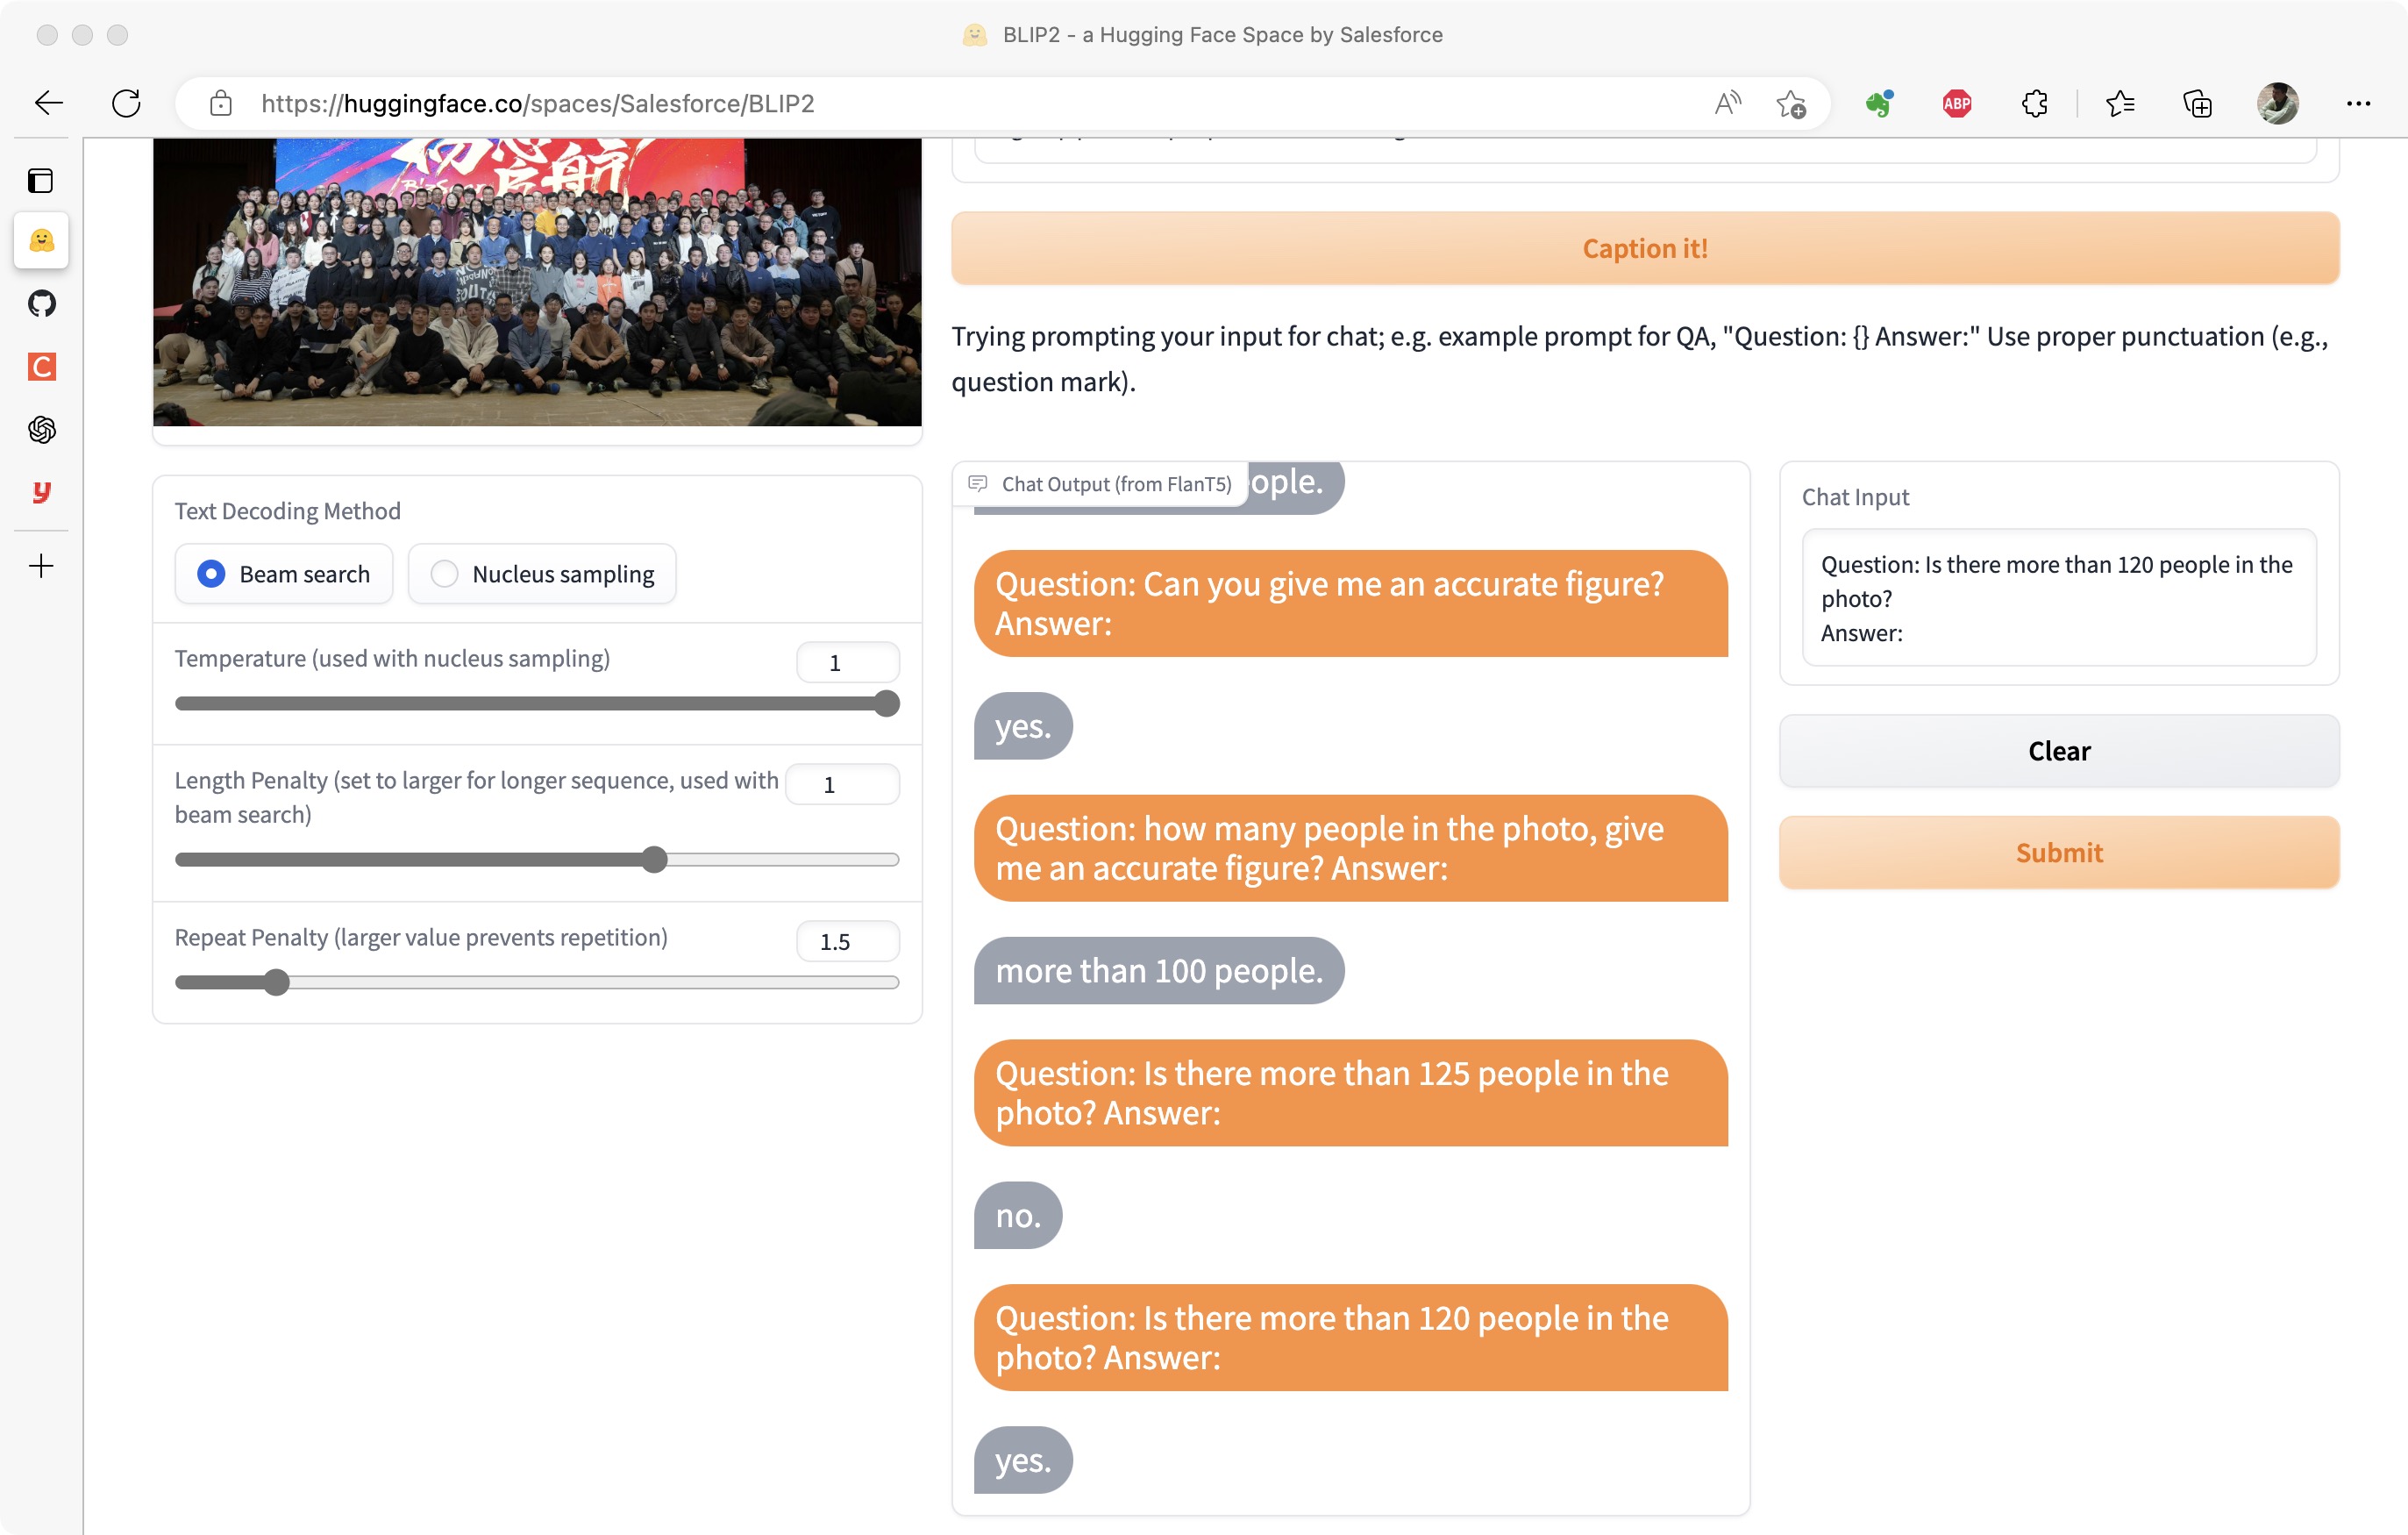 BLIP2 - a Hugging Face Space by Salesforce
https://huggingface.co/spaces/Salesforce/BLIP2
ABP
Caption it!
Trying prompting your input for chat; e.g. example prompt for QA, "Question: {} Answer:" Use proper punctuation (e.g.,
question mark).
Text Decoding Method
Beam search
Nucleus sampling
Temperature (used with nucleus sampling)
1
Length Penalty (set to larger for longer sequence, used with
beam search)
1
Repeat Penalty (larger value prevents repetition)
1.5
Chat Output (from FlanT5)
ople.
Question: Can you give me an accurate figure?
Answer:
yes.
Question: how many people in the photo, give
me an accurate figure? Answer:
more than 100 people.
Question: Is there more than 125 people in the
photo? Answer:
no.
Question: Is there more than 120 people in the
photo? Answer:
yes.
Chat Input
Question: Is there more than 120 people in the
photo?
Answer:
Clear
Submit